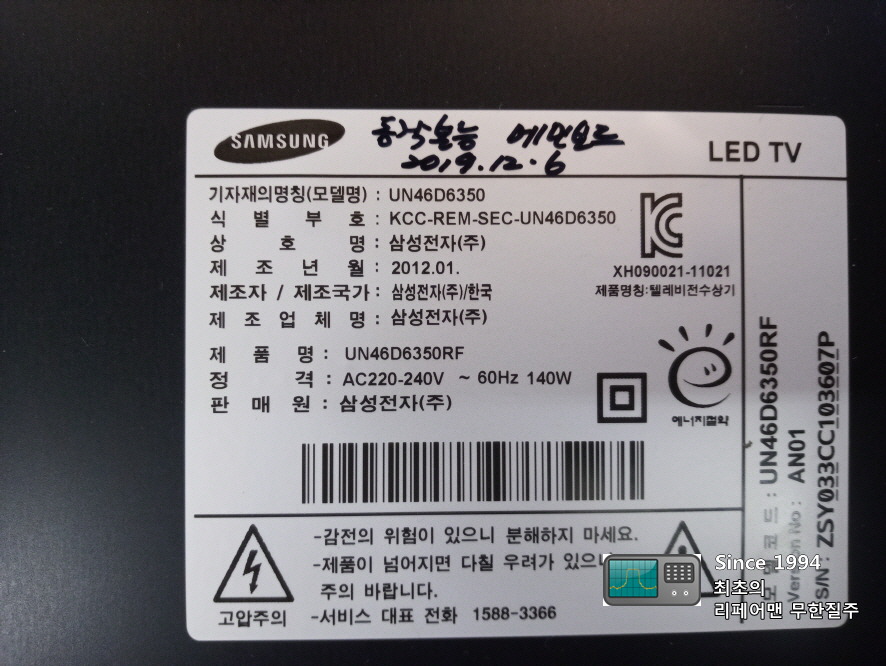 SAMSUNG
동작불능 메인보드
2019.12.6
LED TV
기자재의명칭(모델명) : UN46D6350
식 별 부 호 : KCC-REM-SEC-UN46D6350
상 호 명 : 삼성전자(주)
제 조 년 월 : 2012.01.
제조자 / 제조국가 : 삼성전자(주)/한국
제 조 업 체 명 : 삼성전자(주)
제 품 명 : UN46D6350RF
정 격 : AC220-240V ~ 60Hz 140W
판 매 원 : 삼성전자(주)
XH090021-11021
제품명칭:텔레비전수상기
에너지절약
-감전의 위험이 있으니 분해하지 마세요.
-제품이 넘어지면 다칠 우려가 있으니
주의 바랍니다.
고압주의
-서비스 대표 전화 1588-3366
모델코드 : UN46D6350RF
Version No : AN01
S/N : ZSY033CC103607P
Since 1994
최초의
리페어맨 무한질주